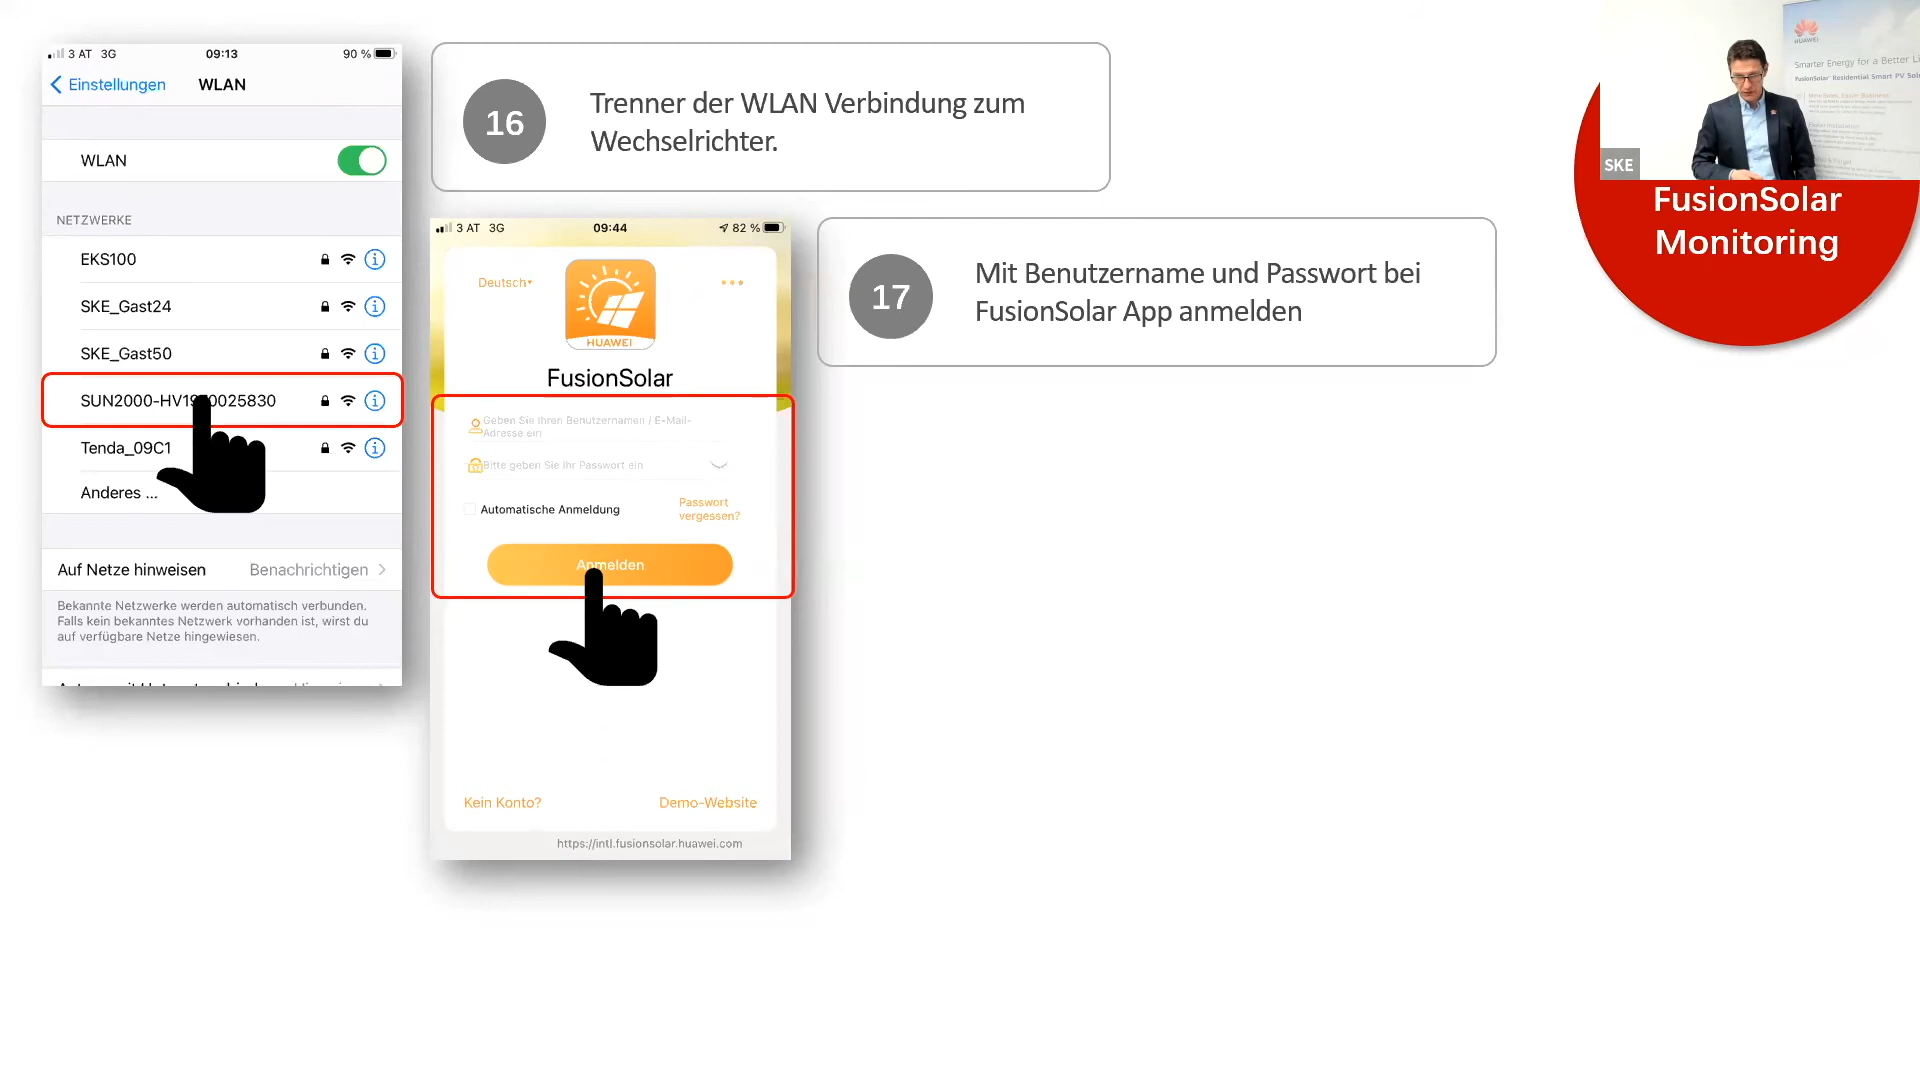 3 AT 3G 09:13 90 %
Einstellungen WLAN
WLAN
NETZWERKE
EKS100
SKE_Gast24
SKE_Gast50
Tenda_09C1
Anderes ...
Auf Netze hinweisen Benachrichtigen
Bekannte Netzwerke werden automatisch verbunden.
Falls kein bekanntes Netzwerk vorhanden ist, wirst du
auf verfügbare Netze hingewiesen.
16
Trenner der WLAN Verbindung zum
Wechselrichter.
3 AT 3G 09:44 82 %
Deutsch
HUAWEI
FusionSolar
Geben Sie Ihren Benutzernamen / E-Mail-
Adresse ein
Bitte geben Sie Ihr Passwort ein
Automatische Anmeldung
Passwort
vergessen?
Anmelden
Kein Konto?
Demo-Website
https://intl.fusionsolar.huawei.com
17
Mit Benutzername und Passwort bei
FusionSolar App anmelden
HUAWEI
Smarter Energy for a Better
FusionSolar Residential Smart PV
SKE
FusionSolar
Monitoring